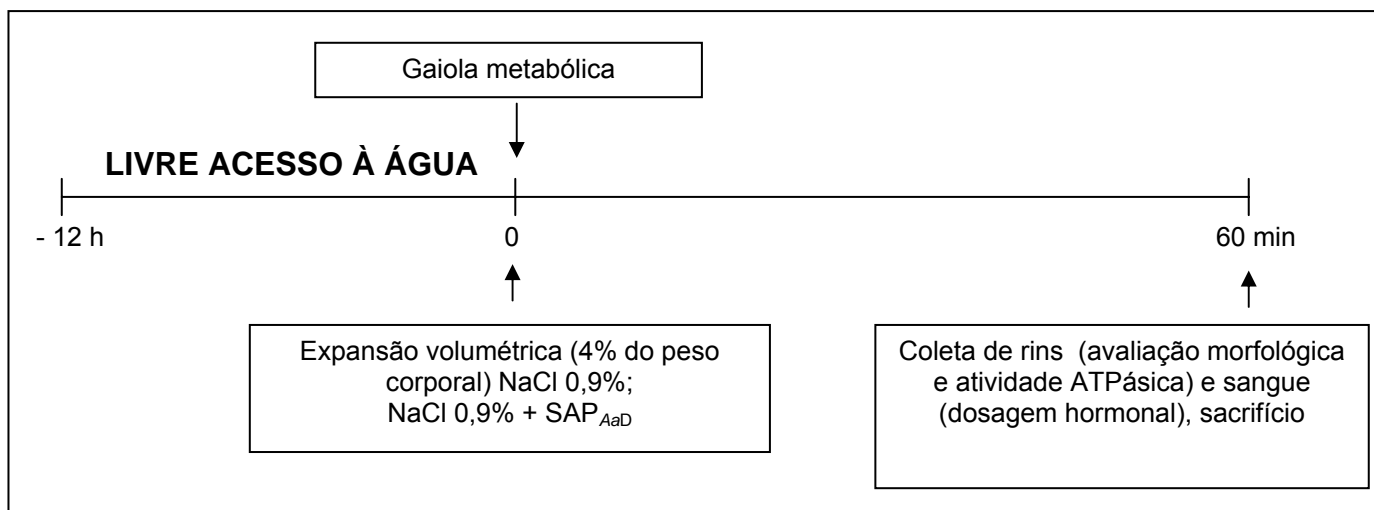 Gaiola metabólica
LIVRE ACESSO À ÁGUA
- 12 h
0
60 min
Expansão volumétrica (4% do peso
corporal) NaCl 0,9%;
NaCl 0,9% + SAPAaD
Coleta de rins (avaliação morfológica
e atividade ATPásica) e sangue
(dosagem hormonal), sacrifício